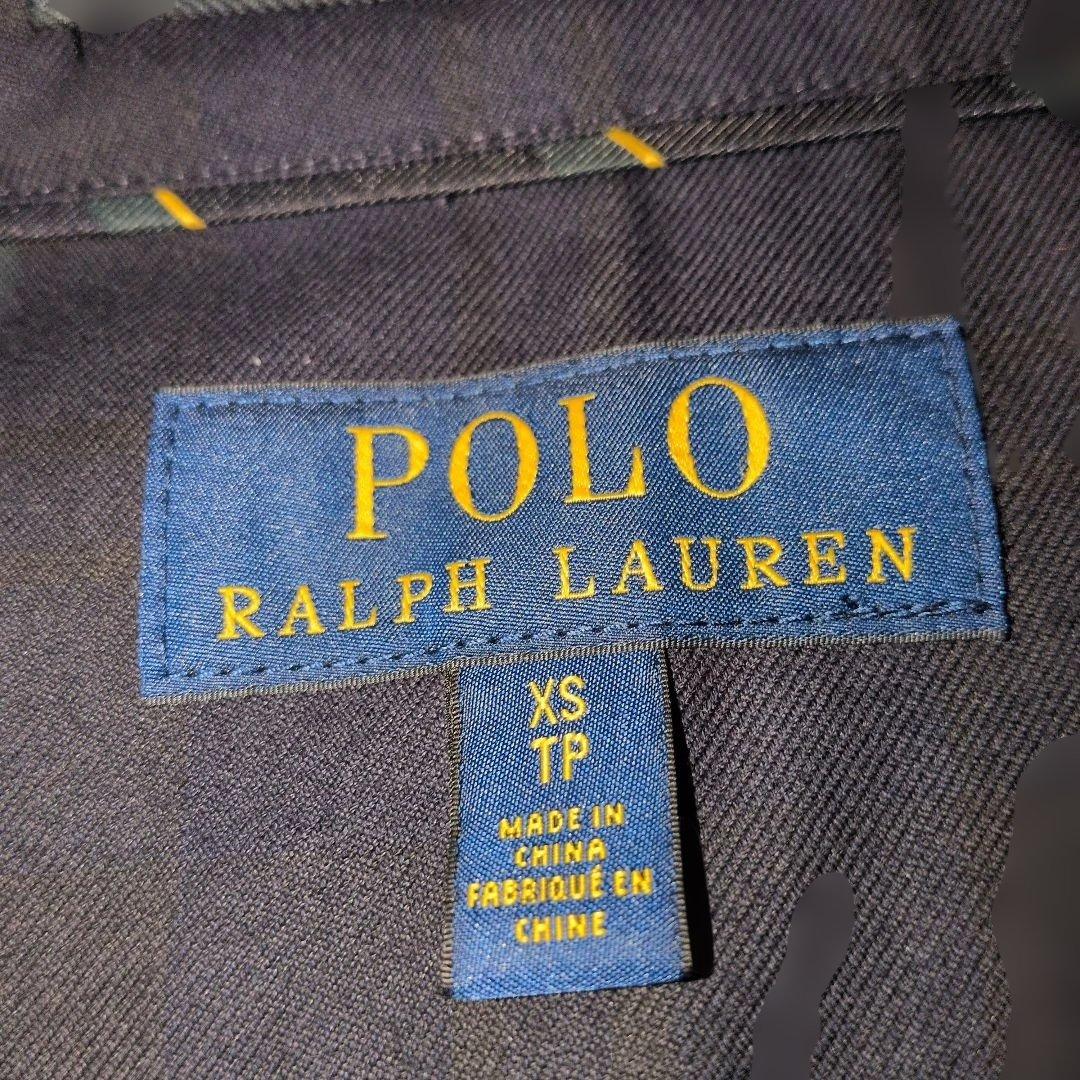 POLO
RALPH LAUREN
XS
TP
MADE IN
CHINA
FABRIQUÉ EN
CHINE